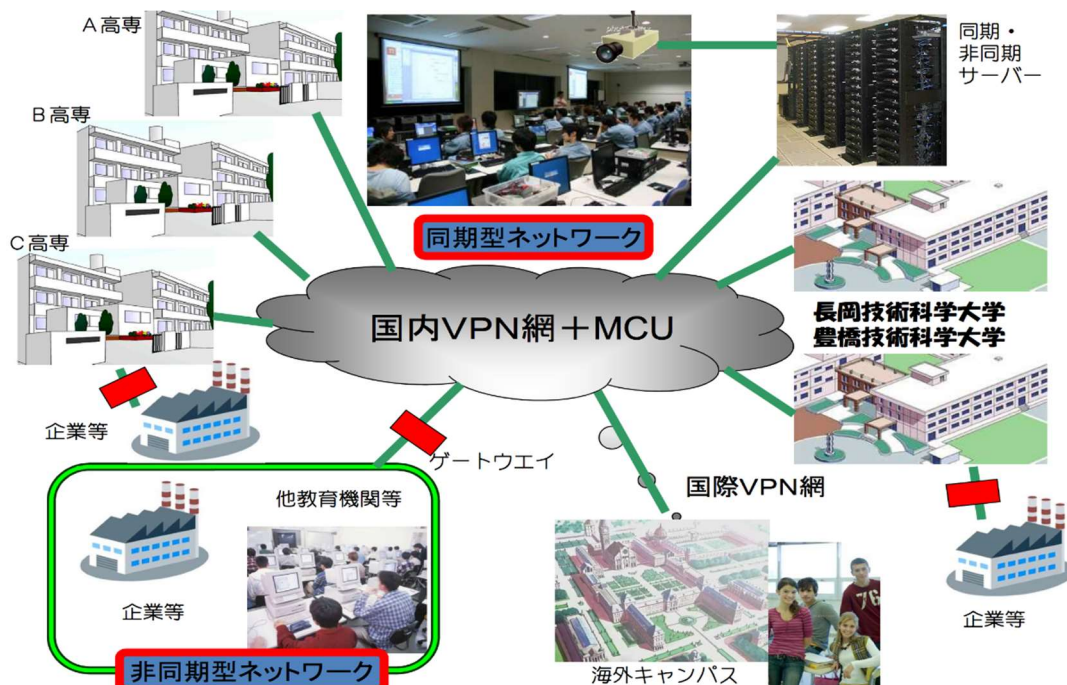 A高専
同期・
非同期
サーバー
B高専
同期型ネットワーク
C高専
国内VPN網+MCU
長岡技術科学大学
豊橋技術科学大学
企業等
ゲートウエイ
他教育機関等
国際VPN網
企業等
企業等
76
非同期型ネットワーク
海外キャンパス